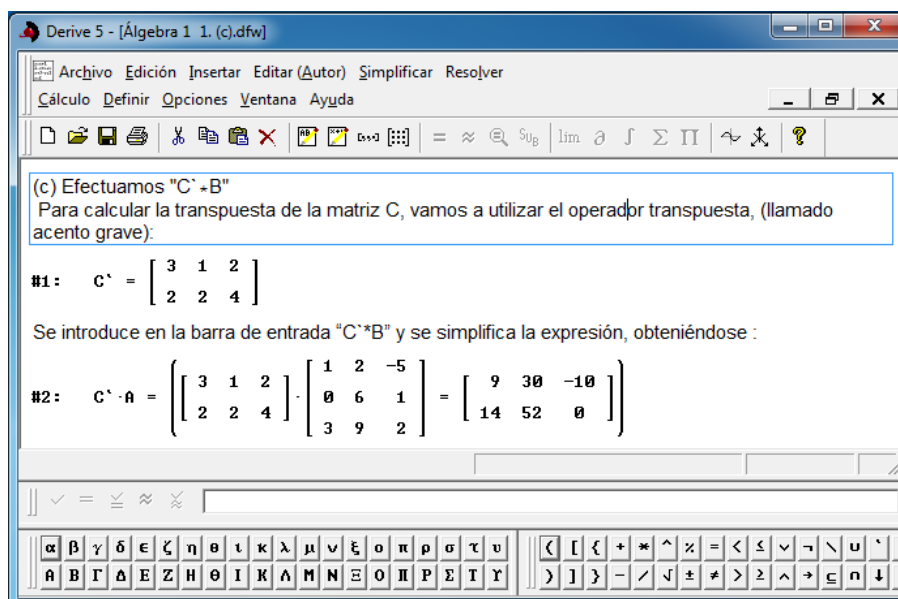 Derive 5 - [Álgebra 1 1. (c).dfw]
Archivo Edición Insertar Editar (Autor) Simplificar Resolver
Cálculo Definir Opciones Ventana Ayuda
= ≈ SUB lim ∂ ∫ Σ Π ?
(c) Efectuamos "C`*B"
Para calcular la transpuesta de la matriz C, vamos a utilizar el operador transpuesta, (llamado
acento grave):
#1: C` = [ 3 1 2
2 2 4 ]
Se introduce en la barra de entrada “C`*B” y se simplifica la expresión, obteniéndose :
#2: C`·A = ([ 3 1 2 ; 2 2 4 ]·[ 1 2 -5 ; 0 6 1 ; 3 9 2 ] = [ 9 30 -10 ; 14 52 0 ])
✓ = ≚ ≈
α β γ δ ε ζ η θ ι κ λ μ ν ξ ο π ρ σ τ υ ( [ { + * ^ % = < ≤ ∨ ¬ \ ∪ `
Α Β Γ Δ Ε Ζ Η Θ Ι Κ Λ Μ Ν Ξ Ο Π Ρ Σ Τ Υ ) ] } - / √ ± ≠ > ≥ ∧ → ⊆ ∩ ↓